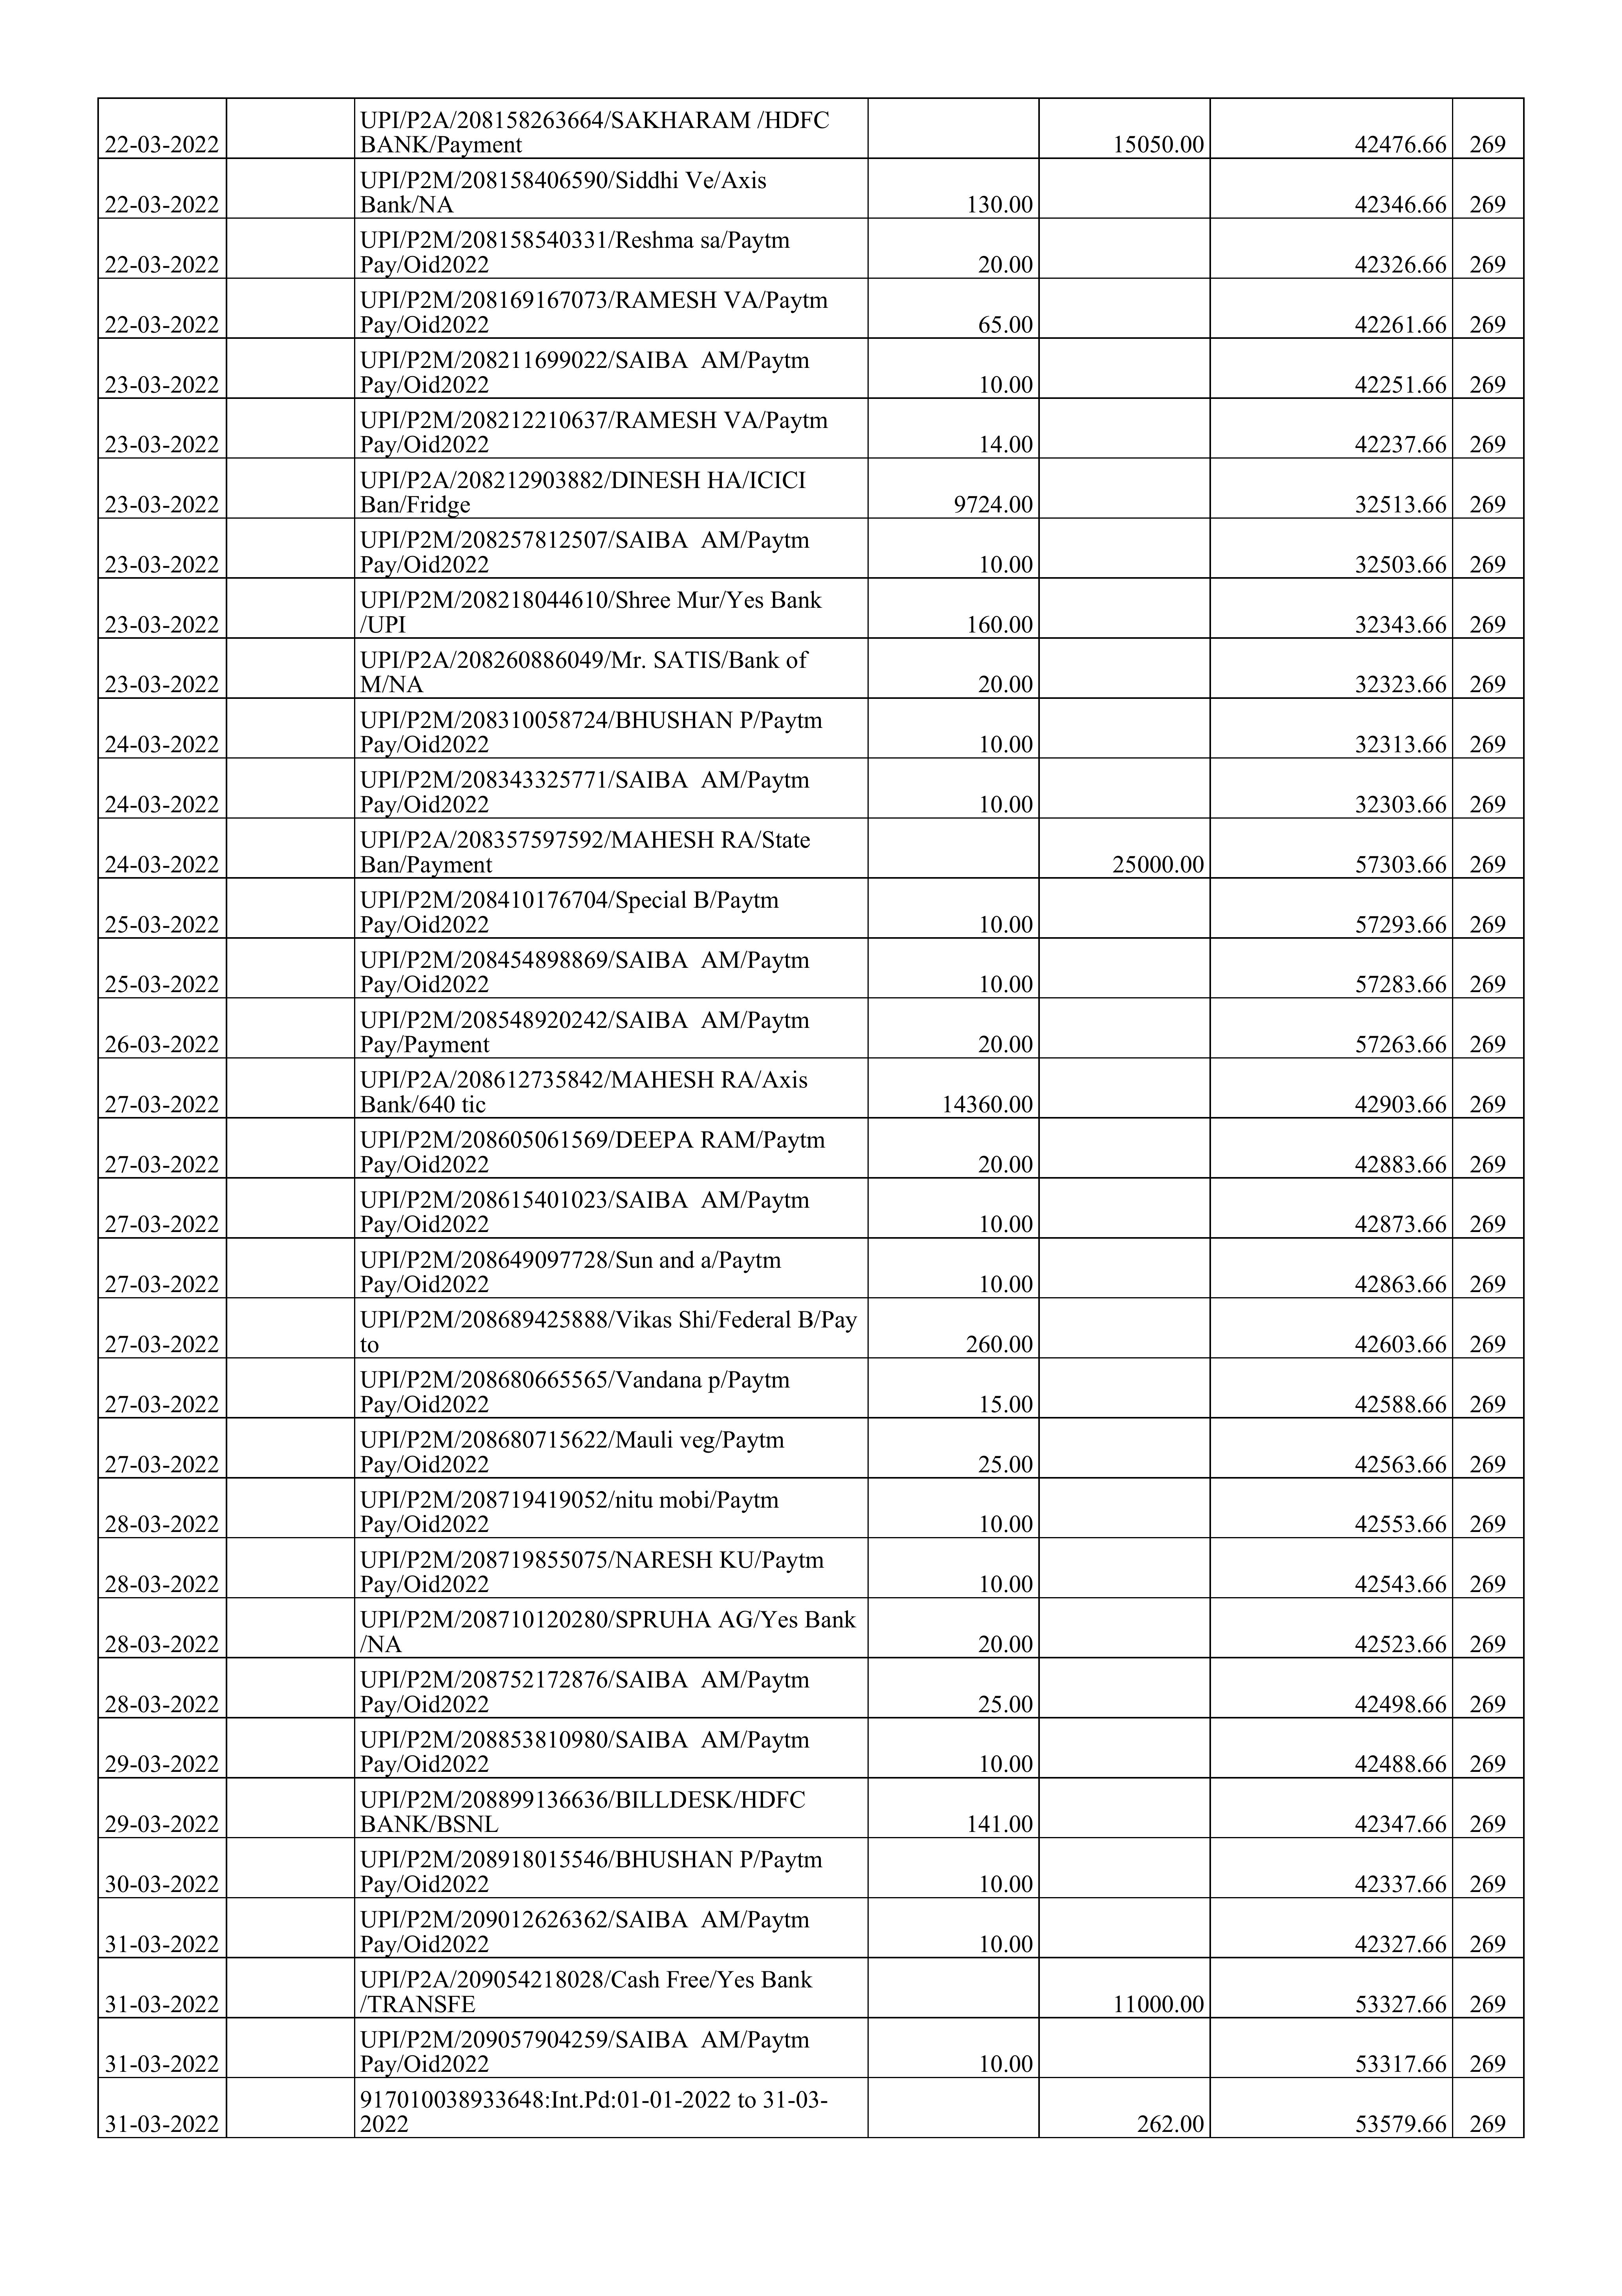 UPI/P2A/208158263664/SAKHARAM /HDFC
22-03-2022 BANK/Payment 15050.00 42476.66 269
UPI/P2M/208158406590/Siddhi Ve/Axis
22-03-2022 Bank/NA 130.00 42346.66 269
UPI/P2M/208158540331/Reshma sa/Paytm
22-03-2022 Pay/Oid2022 20.00 42326.66 269
UPI/P2M/208169167073/RAMESH VA/Paytm
22-03-2022 Pay/Oid2022 65.00 42261.66 269
UPI/P2M/208211699022/SAIBA  AM/Paytm
23-03-2022 Pay/Oid2022 10.00 42251.66 269
UPI/P2M/208212210637/RAMESH VA/Paytm
23-03-2022 Pay/Oid2022 14.00 42237.66 269
UPI/P2A/208212903882/DINESH HA/ICICI
23-03-2022 Ban/Fridge 9724.00 32513.66 269
UPI/P2M/208257812507/SAIBA  AM/Paytm
23-03-2022 Pay/Oid2022 10.00 32503.66 269
UPI/P2M/208218044610/Shree Mur/Yes Bank
23-03-2022 /UPI 160.00 32343.66 269
UPI/P2A/208260886049/Mr. SATIS/Bank of
23-03-2022 M/NA 20.00 32323.66 269
UPI/P2M/208310058724/BHUSHAN P/Paytm
24-03-2022 Pay/Oid2022 10.00 32313.66 269
UPI/P2M/208343325771/SAIBA  AM/Paytm
24-03-2022 Pay/Oid2022 10.00 32303.66 269
UPI/P2A/208357597592/MAHESH RA/State
24-03-2022 Ban/Payment 25000.00 57303.66 269
UPI/P2M/208410176704/Special B/Paytm
25-03-2022 Pay/Oid2022 10.00 57293.66 269
UPI/P2M/208454898869/SAIBA  AM/Paytm
25-03-2022 Pay/Oid2022 10.00 57283.66 269
UPI/P2M/208548920242/SAIBA  AM/Paytm
26-03-2022 Pay/Payment 20.00 57263.66 269
UPI/P2A/208612735842/MAHESH RA/Axis
27-03-2022 Bank/640 tic 14360.00 42903.66 269
UPI/P2M/208605061569/DEEPA RAM/Paytm
27-03-2022 Pay/Oid2022 20.00 42883.66 269
UPI/P2M/208615401023/SAIBA  AM/Paytm
27-03-2022 Pay/Oid2022 10.00 42873.66 269
UPI/P2M/208649097728/Sun and a/Paytm
27-03-2022 Pay/Oid2022 10.00 42863.66 269
UPI/P2M/208689425888/Vikas Shi/Federal B/Pay
27-03-2022 to 260.00 42603.66 269
UPI/P2M/208680665565/Vandana p/Paytm
27-03-2022 Pay/Oid2022 15.00 42588.66 269
UPI/P2M/208680715622/Mauli veg/Paytm
27-03-2022 Pay/Oid2022 25.00 42563.66 269
UPI/P2M/208719419052/nitu mobi/Paytm
28-03-2022 Pay/Oid2022 10.00 42553.66 269
UPI/P2M/208719855075/NARESH KU/Paytm
28-03-2022 Pay/Oid2022 10.00 42543.66 269
UPI/P2M/208710120280/SPRUHA AG/Yes Bank
28-03-2022 /NA 20.00 42523.66 269
UPI/P2M/208752172876/SAIBA  AM/Paytm
28-03-2022 Pay/Oid2022 25.00 42498.66 269
UPI/P2M/208853810980/SAIBA  AM/Paytm
29-03-2022 Pay/Oid2022 10.00 42488.66 269
UPI/P2M/208899136636/BILLDESK/HDFC
29-03-2022 BANK/BSNL 141.00 42347.66 269
UPI/P2M/208918015546/BHUSHAN P/Paytm
30-03-2022 Pay/Oid2022 10.00 42337.66 269
UPI/P2M/209012626362/SAIBA  AM/Paytm
31-03-2022 Pay/Oid2022 10.00 42327.66 269
UPI/P2A/209054218028/Cash Free/Yes Bank
31-03-2022 /TRANSFE 11000.00 53327.66 269
UPI/P2M/209057904259/SAIBA  AM/Paytm
31-03-2022 Pay/Oid2022 10.00 53317.66 269
917010038933648:Int.Pd:01-01-2022 to 31-03-
31-03-2022 2022 262.00 53579.66 269